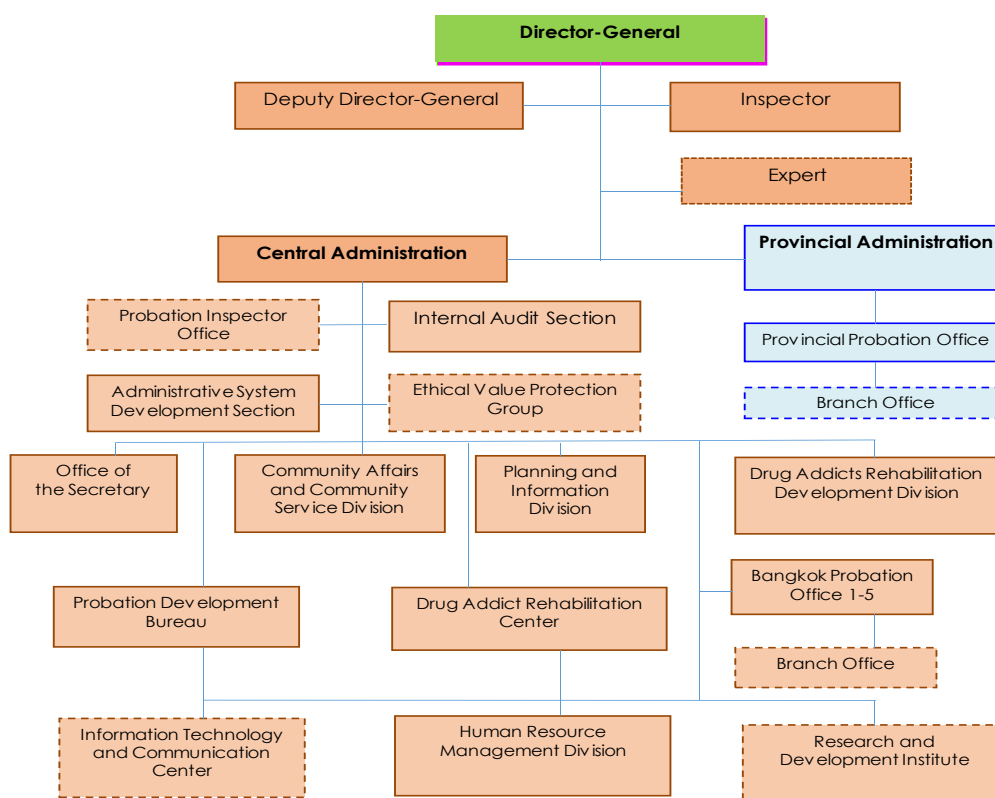 Director-General
Deputy Director-General
Inspector
Expert
Central Administration
Provincial Administration
Probation Inspector
Office
Internal Audit Section
Provincial Probation Office
Administrative System
Development Section
Ethical Value Protection
Group
Branch Office
Office of
the Secretary
Community Affairs
and Community
Service Division
Planning and
Information
Division
Drug Addicts Rehabilitation
Development Division
Probation Development
Bureau
Drug Addict Rehabilitation
Center
Bangkok Probation
Office 1-5
Branch Office
Information Technology
and Communication
Center
Human Resource
Management Division
Research and
Development Institute